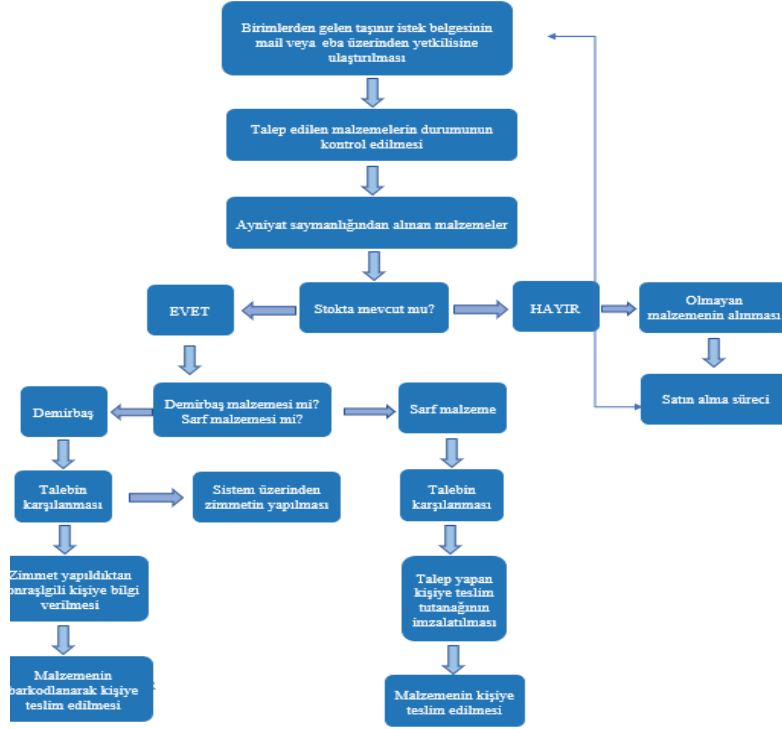 Birimlerden gelen taşınır istek belgesinin
mail veya eba üzerinden yetkilisine
ulaştırılması
Talep edilen malzemelerin durumunun
kontrol edilmesi
Ayniyat saymanlığından alınan malzemeler
EVET
Stokta mevcut mu?
HAYIR
Olmayan
malzemenin alınması
Demirbaş
Demirbaş malzemesi mi?
Sarf malzemesi mi?
Sarf malzeme
Satın alma süreci
Talebin
karşılanması
Sistem üzerinden
zimmetin yapılması
Talebin
karşılanması
Zimmet yapıldıktan
onraşlgili kişiye bilgi
verilmesi
Talep yapan
kişiye teslim
tutanağının
imzalatılması
Malzemenin
barkodlanarak kişiye
teslim edilmesi
Malzemenin kişiye
teslim edilmesi